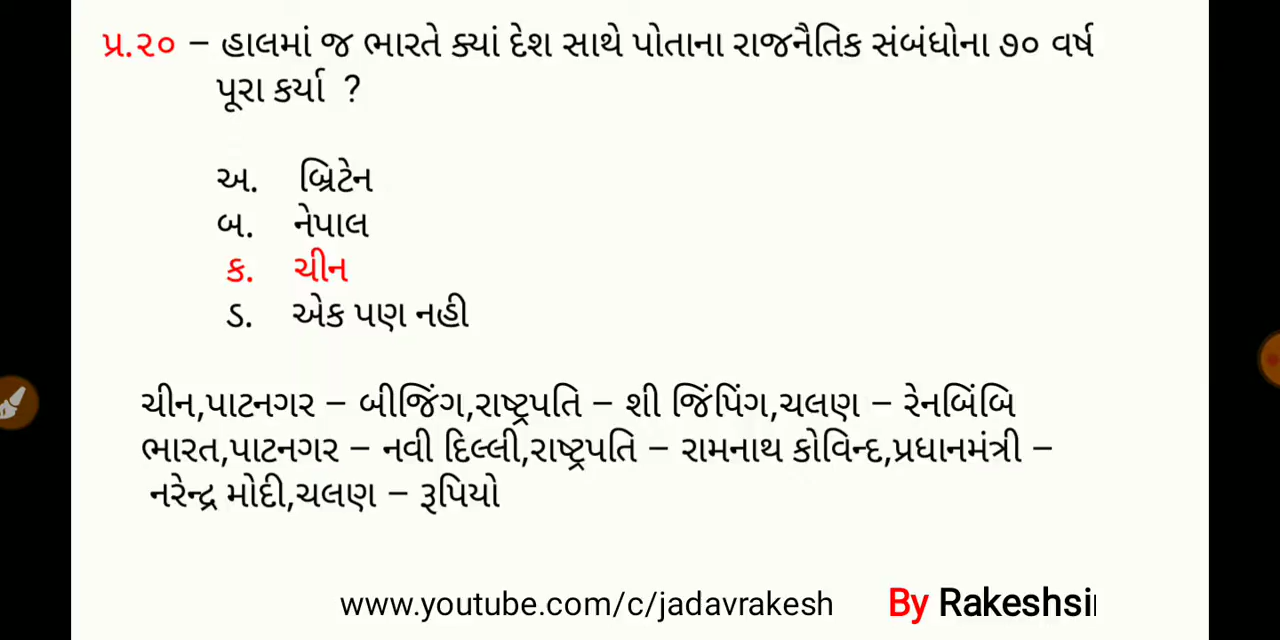 પ્ર.૨૦ – હાલમાં જ ભારતે ક્યાં દેશ સાથે પોતાના રાજનૈતિક સંબંધોના ૭૦ વર્ષ
પૂરા કર્યા ?
અ. બ્રિટેન
બ. નેપાલ
ક. ચીન
ડ. એક પણ નહી
ચીન,પાટનગર – બીજિંગ,રાષ્ટ્રપતિ – શી જિંપિંગ,ચલણ – રેનબિંબિ
ભારત,પાટનગર – નવી દિલ્લી,રાષ્ટ્રપતિ – રામનાથ કોવિન્દ,પ્રધાનમંત્રી –
નરેન્દ્ર મોદી,ચલણ – રૂપિયો
www.youtube.com/c/jadavrakesh By Rakeshsi